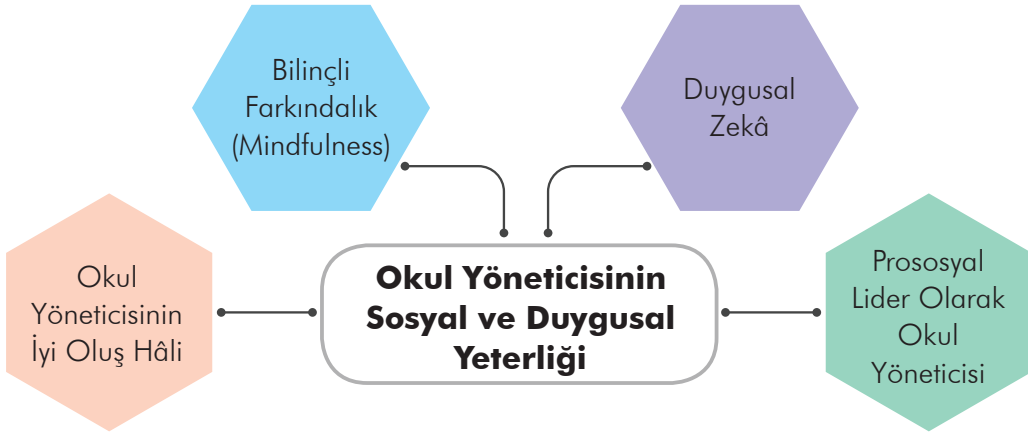 Bilinçli
Farkındalık
(Mindfulness)
Duygusal
Zekâ
Okul
Yöneticisinin
İyi Oluş Hâli
Okul Yöneticisinin
Sosyal ve Duygusal
Yeterliği
Prososyal
Lider Olarak
Okul
Yöneticisi